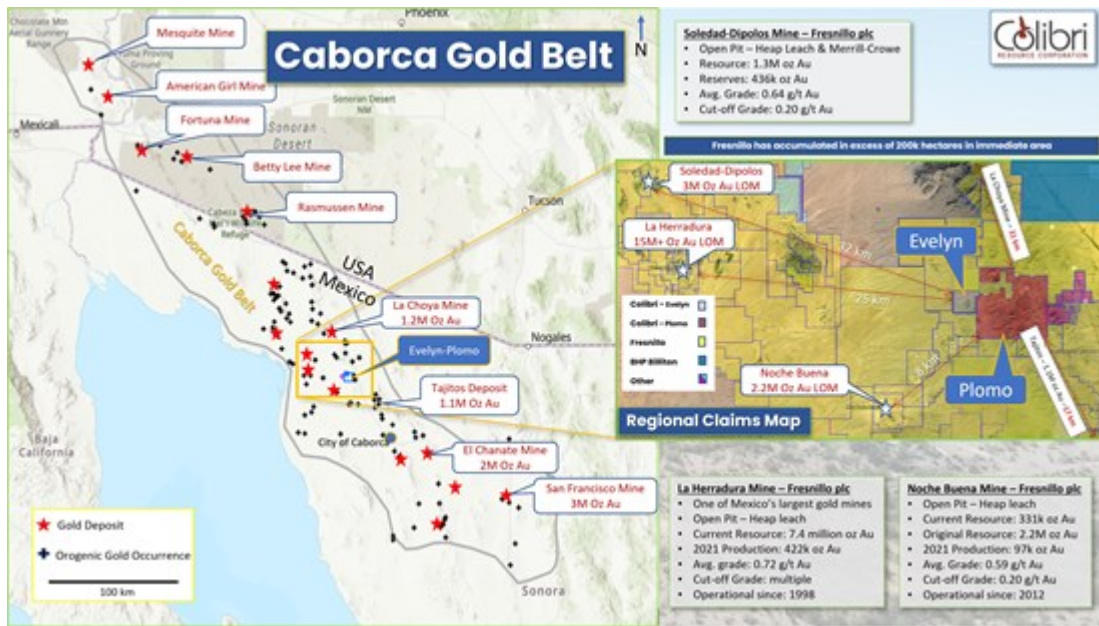 Caborca Gold Belt
Chocolate Mtn
Aerial Gunnery
Range
Phoenix
Mesquite Mine
Proving
Ground
American Girl Mine
Mexicali
Fortuna Mine
Sonoran
Desert
Betty Lee Mine
Sonoran Desert
NM
Rasmussen Mine
Refuge
Tucson
Caborca Gold Belt
USA
Mexico
La Choya Mine
1.2M Oz Au
Nogales
Evelyn-Plomo
Tajitos Deposit
1.1M Oz Au
City of Caborca
El Chanate Mine
2M Oz Au
San Francisco Mine
3M Oz Au
Baja
California
Sonora
Gold Deposit
Orogenic Gold Occurrence
100 km
N
Soledad-Dipolos Mine – Fresnillo plc
• Open Pit – Heap Leach & Merrill-Crowe
• Resource: 1.3M oz Au
• Reserves: 436k oz Au
• Avg. Grade: 0.64 g/t Au
• Cut-off Grade: 0.20 g/t Au
Colibri
RESOURCE CORPORATION
Fresnillo has accumulated in excess of 200k hectares in immediate area
Soledad-Dipolos
3M Oz Au LOM
La Herradura
15M+ Oz Au LOM
25 km
Evelyn
Colibri - Evelyn
Colibri - Plomo
Fresnillo
BHP Billiton
Other
Noche Buena
2.2M Oz Au LOM
Plomo
Regional Claims Map
La Herradura Mine – Fresnillo plc
• One of Mexico's largest gold mines
• Open Pit – Heap leach
• Current Resource: 7.4 million oz Au
• 2021 Production: 422k oz Au
• Avg. grade: 0.72 g/t Au
• Cut-off Grade: multiple
• Operational since: 1998
Noche Buena Mine – Fresnillo plc
• Open Pit – Heap leach
• Current Resource: 331k oz Au
• Original Resource: 2.2M oz Au
• 2021 Production: 97k oz Au
• Avg. Grade: 0.59 g/t Au
• Cut-off Grade: 0.20 g/t Au
• Operational since: 2012